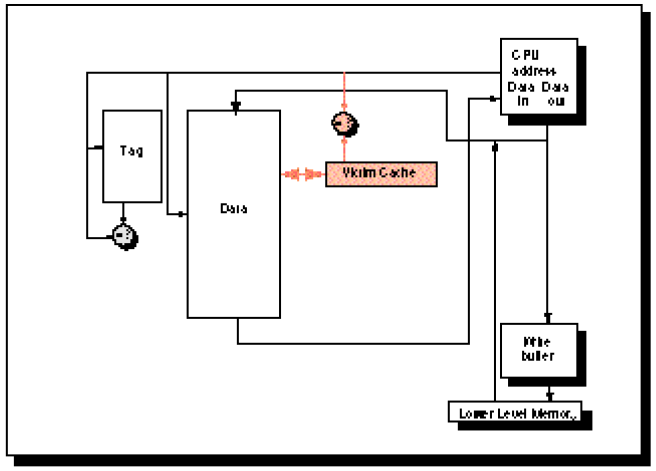 CPU
address
Data Data
in out
Tag
=?
Victim Cache
Data
=?
Write
buffer
Lower Level Memory